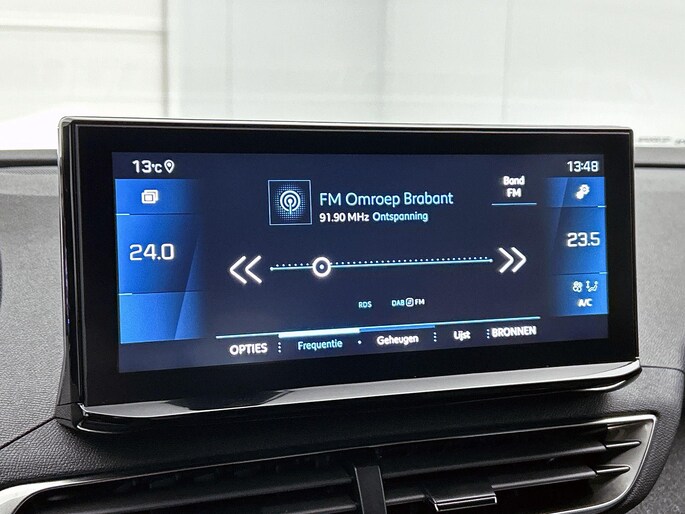 13°C
13:48
Band
FM
FM Omroep Brabant
91.90 MHz Ontspanning
24.0
23.5
RDS
DAB FM
A/C
OPTIES
Frequentie
Geheugen
Lijst
BRONNEN